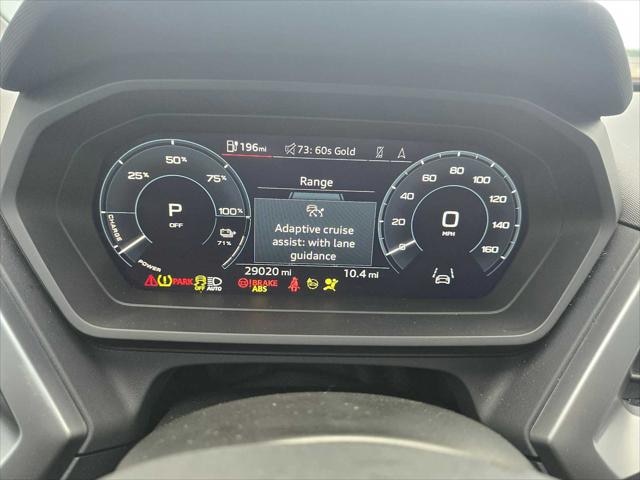 196mi 73: 60s Gold
Range
Adaptive cruise
assist: with lane
guidance
29020 mi 10.4 mi
25% 50% 75% 100%
P
OFF
71%
CHARGE
POWER
0 20 40 60 80 100 120 140 160
0
MPH
PARK OFF AUTO
BRAKE
ABS